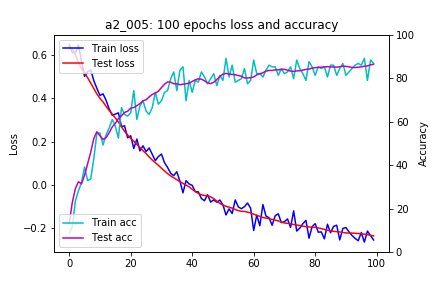 a2_005: 100 epochs loss and accuracy
Train loss
Test loss
Train acc
Test acc
Loss
0.6
0.4
0.2
0.0
−0.2
Accuracy
100
80
60
40
20
0
0
20
40
60
80
100